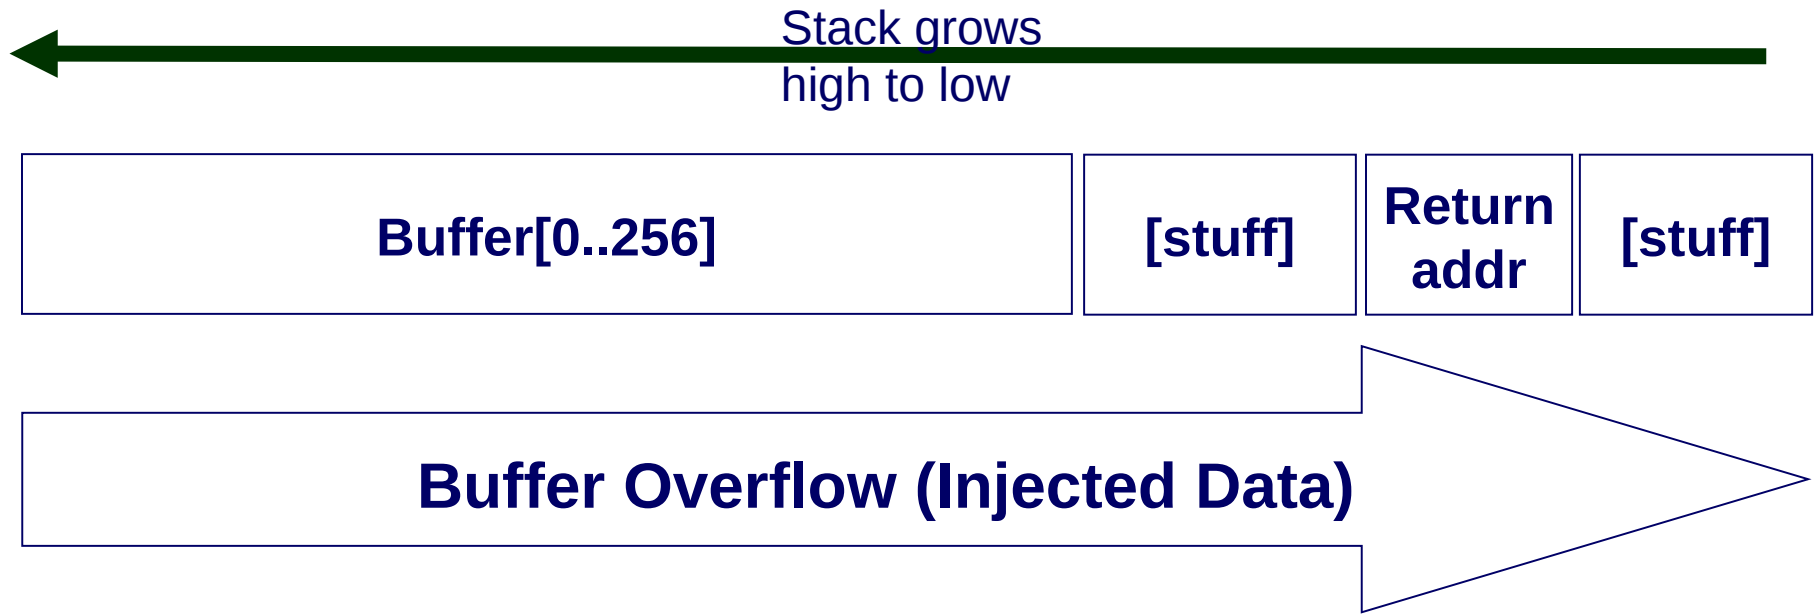 Stack grows
high to low
Buffer[0..256]
[stuff]
Return
addr
[stuff]
Buffer Overflow (Injected Data)